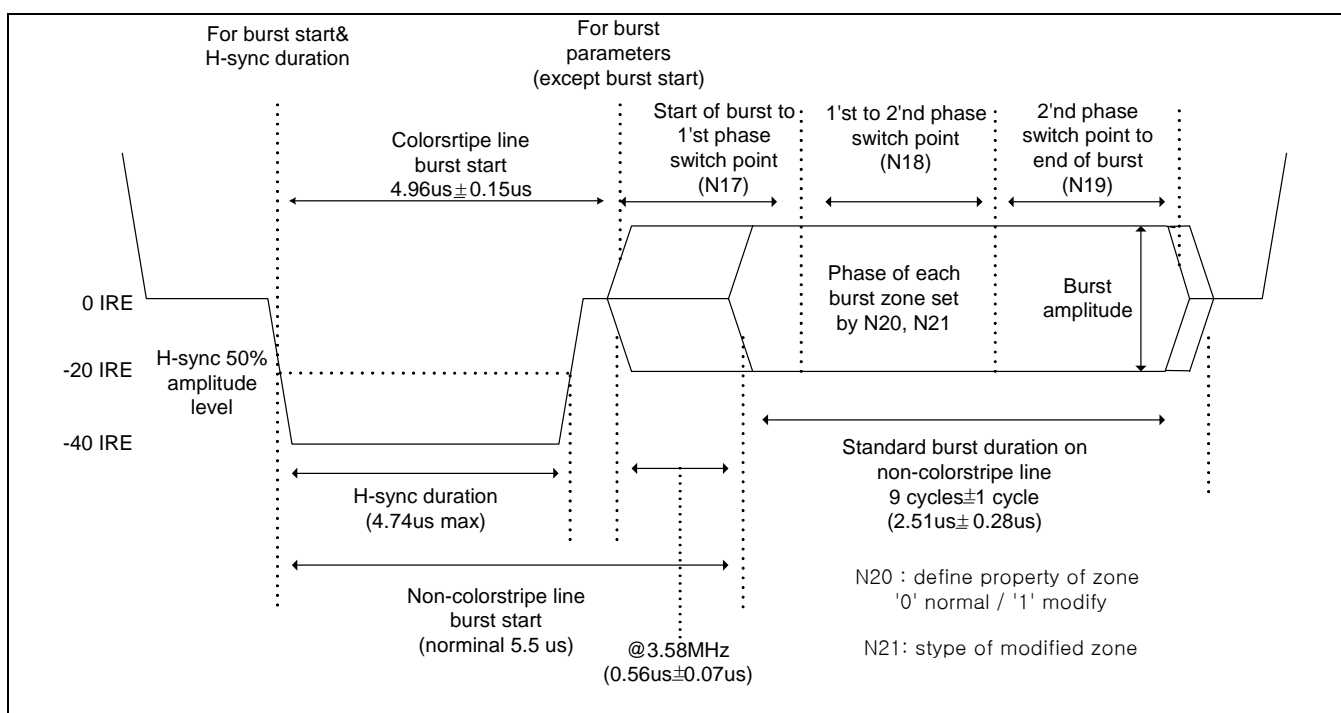 For burst start&
H-sync duration
For burst
parameters
(except burst start)
Colorsrtipe line
burst start
4.96us±0.15us
Start of burst to
1'st phase
switch point
(N17)
1'st to 2'nd phase
switch point
(N18)
2'nd phase
switch point to
end of burst
(N19)
0 IRE
-20 IRE
-40 IRE
H-sync 50%
amplitude
level
Phase of each
burst zone set
by N20, N21
Burst
amplitude
H-sync duration
(4.74us max)
Standard burst duration on
non-colorstripe line
9 cycles±1 cycle
(2.51us±0.28us)
Non-colorstripe line
burst start
(norminal 5.5 us)
@3.58MHz
(0.56us±0.07us)
N20 : define property of zone
'0' normal / '1' modify
N21: stype of modified zone